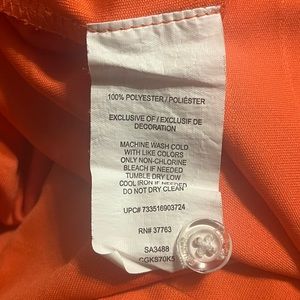 100% POLYESTER / POLIÉSTER
EXCLUSIVE OF / EXCLUSIF DE
DECORATION
MACHINE WASH COLD
WITH LIKE COLORS
ONLY NON-CHLORINE
BLEACH IF NEEDED
TUMBLE DRY LOW
COOL IRON IF NEEDED
DO NOT DRY CLEAN
UPC# 733516903724
RN# 37763
SA3488
CGKS70K5